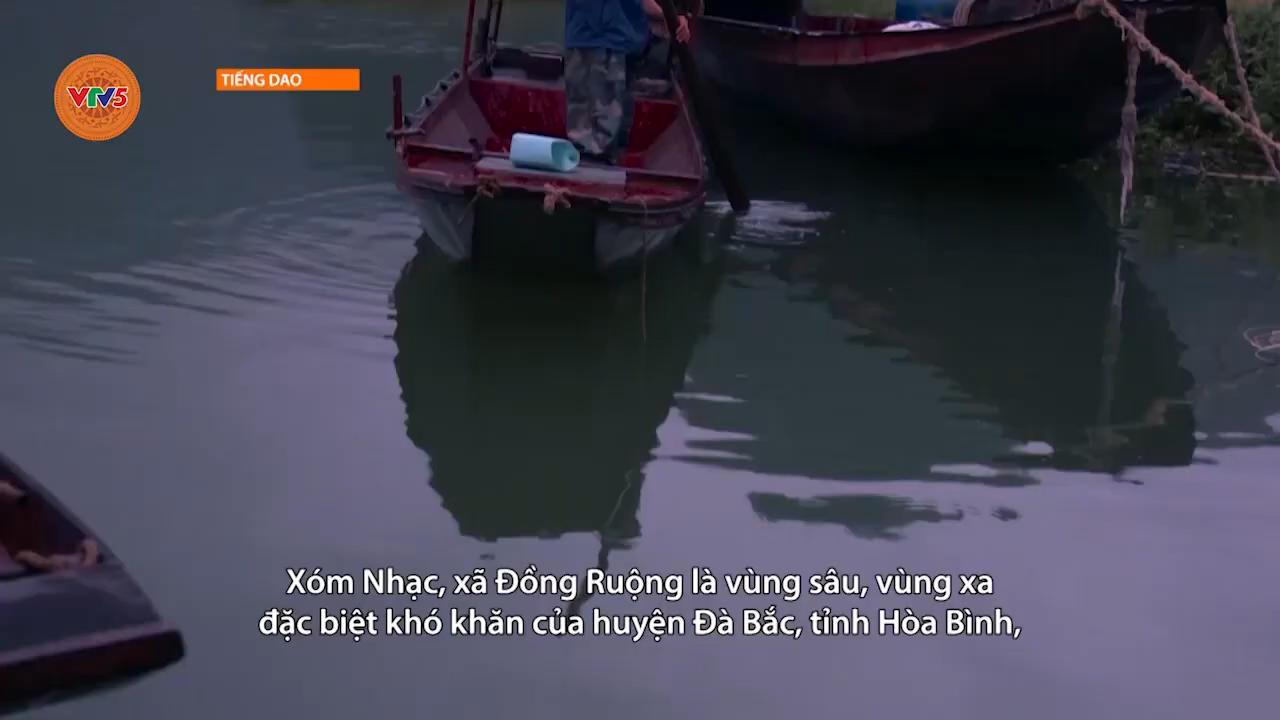 VTV5
TIẾNG DAO
Xóm Nhạc, xã Đồng Ruộng là vùng sâu, vùng xa
đặc biệt khó khăn của huyện Đà Bắc, tỉnh Hòa Bình,